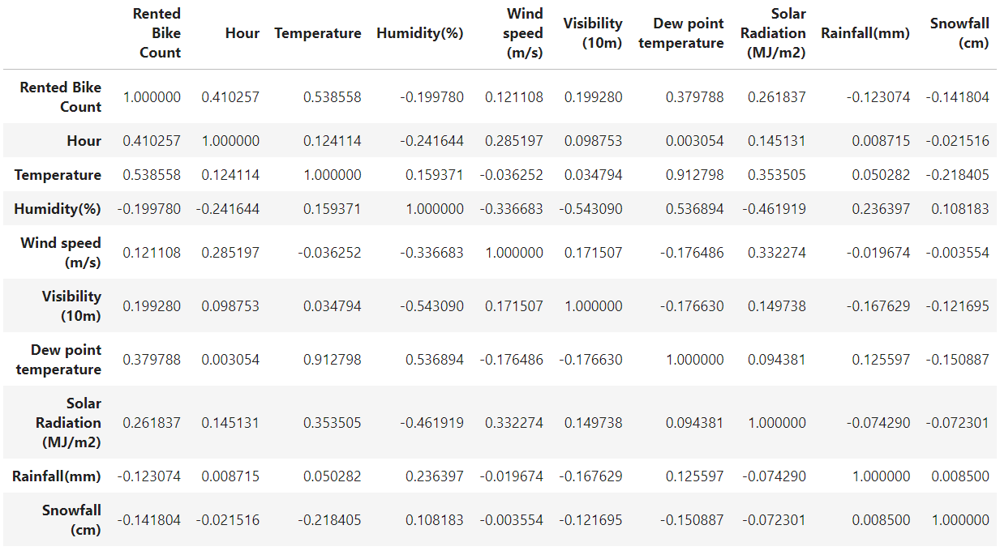 Rented Bike Count Hour Temperature Humidity(%) Wind speed (m/s) Visibility (10m) Dew point temperature Solar Radiation (MJ/m2) Rainfall(mm) Snowfall (cm)
Rented Bike Count 1.000000 0.410257 0.538558 -0.199780 0.121108 0.199280 0.379788 0.261837 -0.123074 -0.141804
Hour 0.410257 1.000000 0.124114 -0.241644 0.285197 0.098753 0.003054 0.145131 0.008715 -0.021516
Temperature 0.538558 0.124114 1.000000 0.159371 -0.036252 0.034794 0.912798 0.353505 0.050282 -0.218405
Humidity(%) -0.199780 -0.241644 0.159371 1.000000 -0.336683 -0.543090 0.536894 -0.461919 0.236397 0.108183
Wind speed (m/s) 0.121108 0.285197 -0.036252 -0.336683 1.000000 0.171507 -0.176486 0.332274 -0.019674 -0.003554
Visibility (10m) 0.199280 0.098753 0.034794 -0.543090 0.171507 1.000000 -0.176630 0.149738 -0.167629 -0.121695
Dew point temperature 0.379788 0.003054 0.912798 0.536894 -0.176486 -0.176630 1.000000 0.094381 0.125597 -0.150887
Solar Radiation (MJ/m2) 0.261837 0.145131 0.353505 -0.461919 0.332274 0.149738 0.094381 1.000000 -0.074290 -0.072301
Rainfall(mm) -0.123074 0.008715 0.050282 0.236397 -0.019674 -0.167629 0.125597 -0.074290 1.000000 0.008500
Snowfall (cm) -0.141804 -0.021516 -0.218405 0.108183 -0.003554 -0.121695 -0.150887 -0.072301 0.008500 1.000000